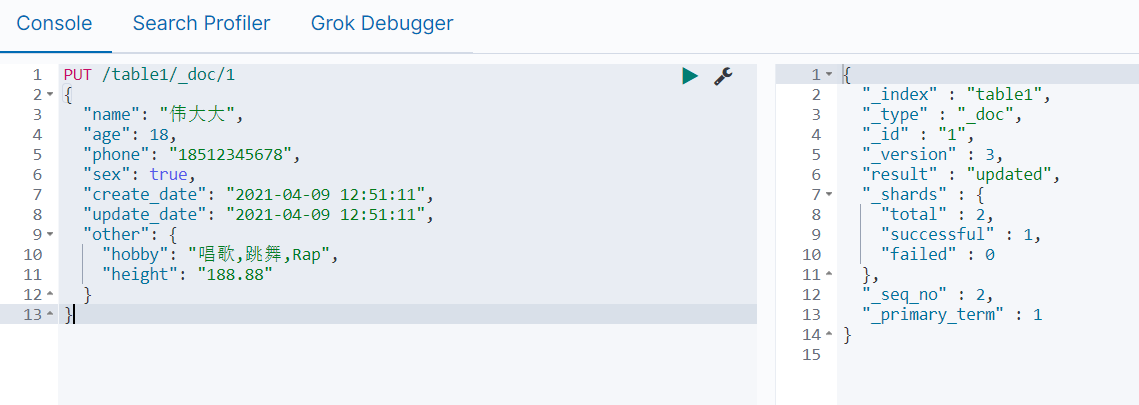 Console Search Profiler Grok Debugger
1 PUT /table1/_doc/1
2 {
3 "name": "伟大大",
4 "age": 18,
5 "phone": "18512345678",
6 "sex": true,
7 "create_date": "2021-04-09 12:51:11",
8 "update_date": "2021-04-09 12:51:11",
9 "other": {
10 "hobby": "唱歌,跳舞,Rap",
11 "height": "188.88"
12 }
13 }
1 {
2 "_index" : "table1",
3 "_type" : "_doc",
4 "_id" : "1",
5 "_version" : 3,
6 "result" : "updated",
7 "_shards" : {
8 "total" : 2,
9 "successful" : 1,
10 "failed" : 0
11 },
12 "_seq_no" : 2,
13 "_primary_term" : 1
14 }
15